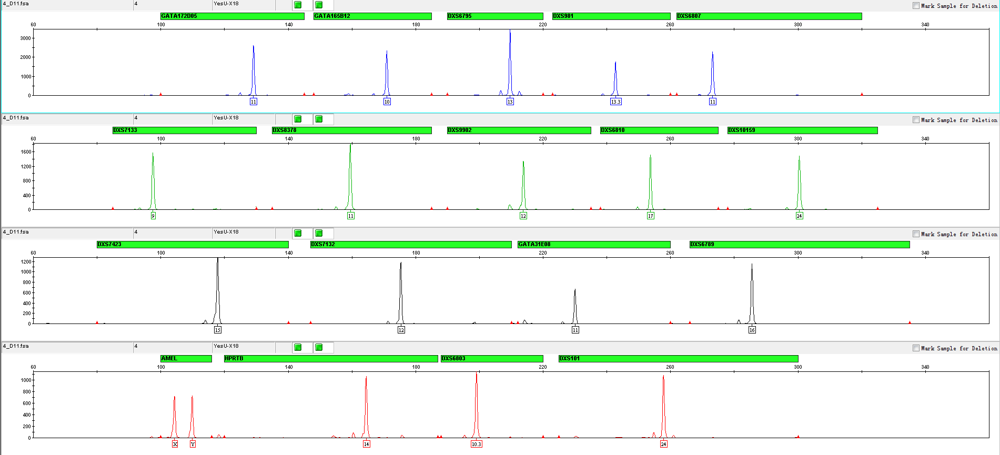 4_D11.fsa 4 YesU-X18 Mark Sample for Deletion
GATA172D05 GATA165B12 DXS6795 DXS981 DXS6807
60 100 140 180 220 260 300 340
3000
2000
1000
0
11 10 13 13.3 11
4_D11.fsa 4 YesU-X18 Mark Sample for Deletion
DXS7133 DXS8378 DXS9902 DXS6810 DXS10159
60 100 140 180 220 260 300 340
1600
1200
800
400
0
9 11 12 17 24
4_D11.fsa 4 YesU-X18 Mark Sample for Deletion
DXS7423 DXS7132 GATA31E08 DXS6789
60 100 140 180 220 260 300 340
1200
1000
800
600
400
200
0
15 12 11 16
4_D11.fsa 4 YesU-X18 Mark Sample for Deletion
AMEL HPRTB DXS6803 DXS101
60 100 140 180 220 260 300 340
1000
800
600
400
200
0
X Y 14 10.3 24